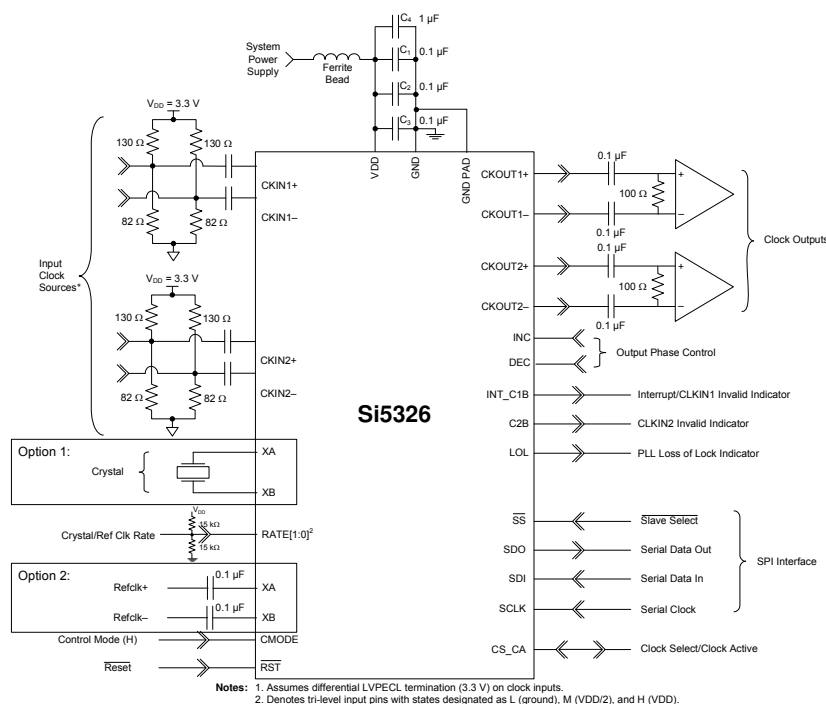 C₄ 1 µF
System Power Supply
C₁ 0.1 µF
Ferrite Bead
C₂ 0.1 µF
C₃ 0.1 µF
VDD
GND
GND PAD
V_DD = 3.3 V
130 Ω
130 Ω
CKIN1+
CKIN1–
82 Ω
82 Ω
Input Clock Sources*
V_DD = 3.3 V
130 Ω
130 Ω
CKIN2+
CKIN2–
82 Ω
82 Ω
Option 1:
Crystal
XA
XB
V_DD
15 kΩ
Crystal/Ref Clk Rate
RATE[1:0]²
15 kΩ
Option 2:
Refclk+
0.1 µF
XA
Refclk–
0.1 µF
XB
Control Mode (H)
CMODE
Reset
RST
Si5326
CKOUT1+
0.1 µF
+
100 Ω
CKOUT1–
–
0.1 µF
Clock Outputs
CKOUT2+
0.1 µF
+
100 Ω
CKOUT2–
–
0.1 µF
INC
DEC
Output Phase Control
INT_C1B
Interrupt/CLKIN1 Invalid Indicator
C2B
CLKIN2 Invalid Indicator
LOL
PLL Loss of Lock Indicator
SS
Slave Select
SDO
Serial Data Out
SDI
Serial Data In
SCLK
Serial Clock
SPI Interface
CS_CA
Clock Select/Clock Active
Notes: 1. Assumes differential LVPECL termination (3.3 V) on clock inputs.
2. Denotes tri-level input pins with states designated as L (ground), M (VDD/2), and H (VDD).